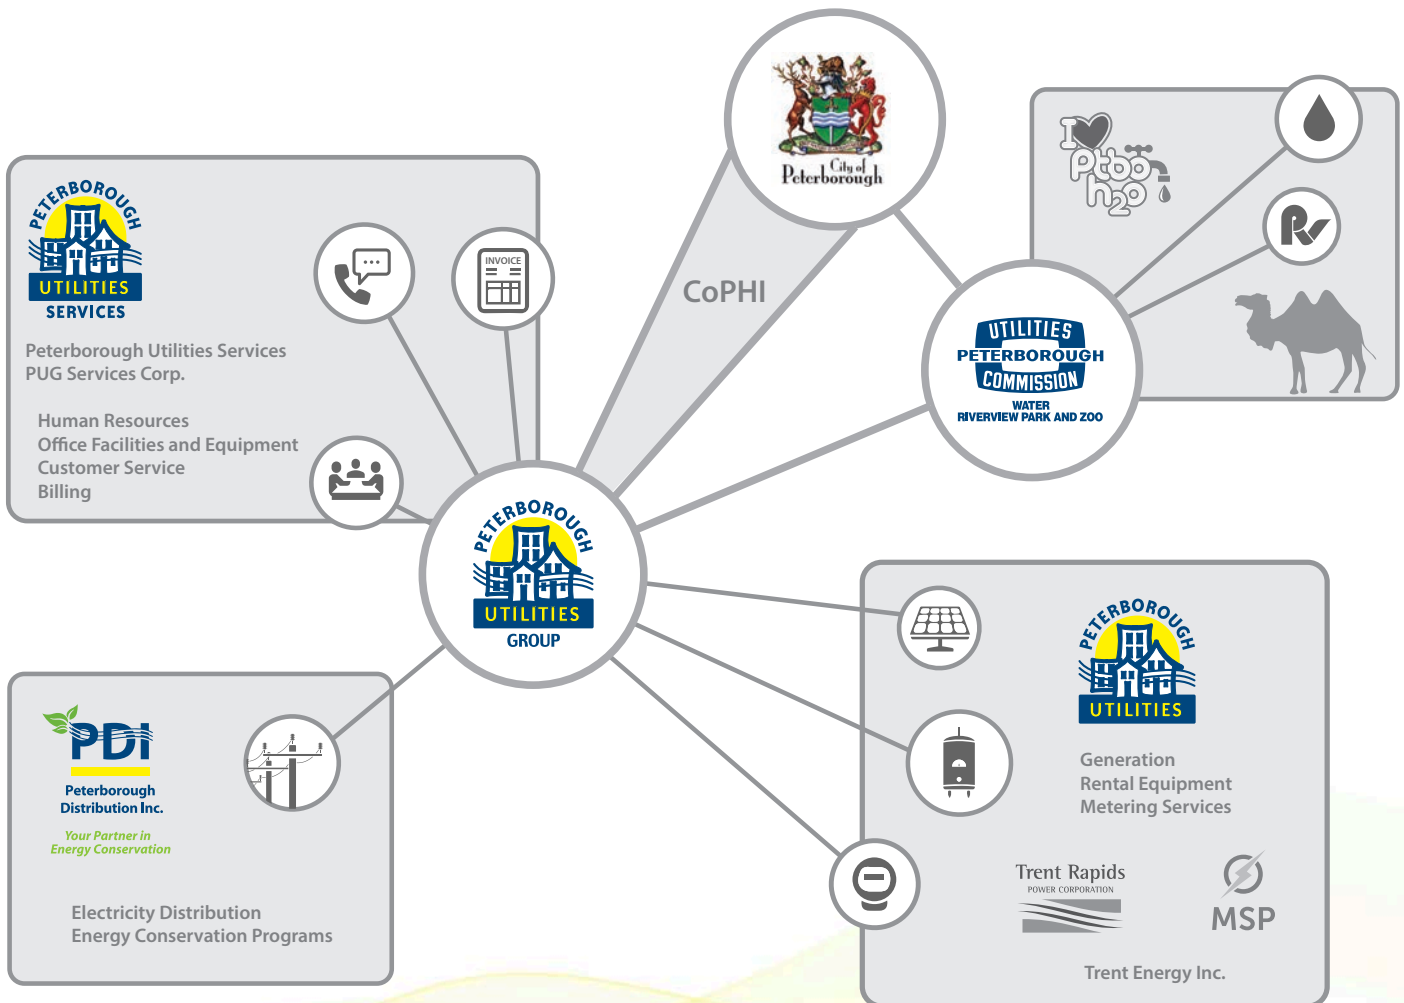 City of
Peterborough
CoPHI
I
Ptbo
h2o
Rv
UTILITIES
PETERBOROUGH
COMMISSION
WATER
RIVERVIEW PARK AND ZOO
PETERBOROUGH
UTILITIES
SERVICES
INVOICE
Peterborough Utilities Services
PUG Services Corp.
Human Resources
Office Facilities and Equipment
Customer Service
Billing
PETERBOROUGH
UTILITIES
GROUP
PDI
Peterborough
Distribution Inc.
Your Partner in
Energy Conservation
Electricity Distribution
Energy Conservation Programs
PETERBOROUGH
UTILITIES
Generation
Rental Equipment
Metering Services
Trent Rapids
POWER CORPORATION
MSP
Trent Energy Inc.